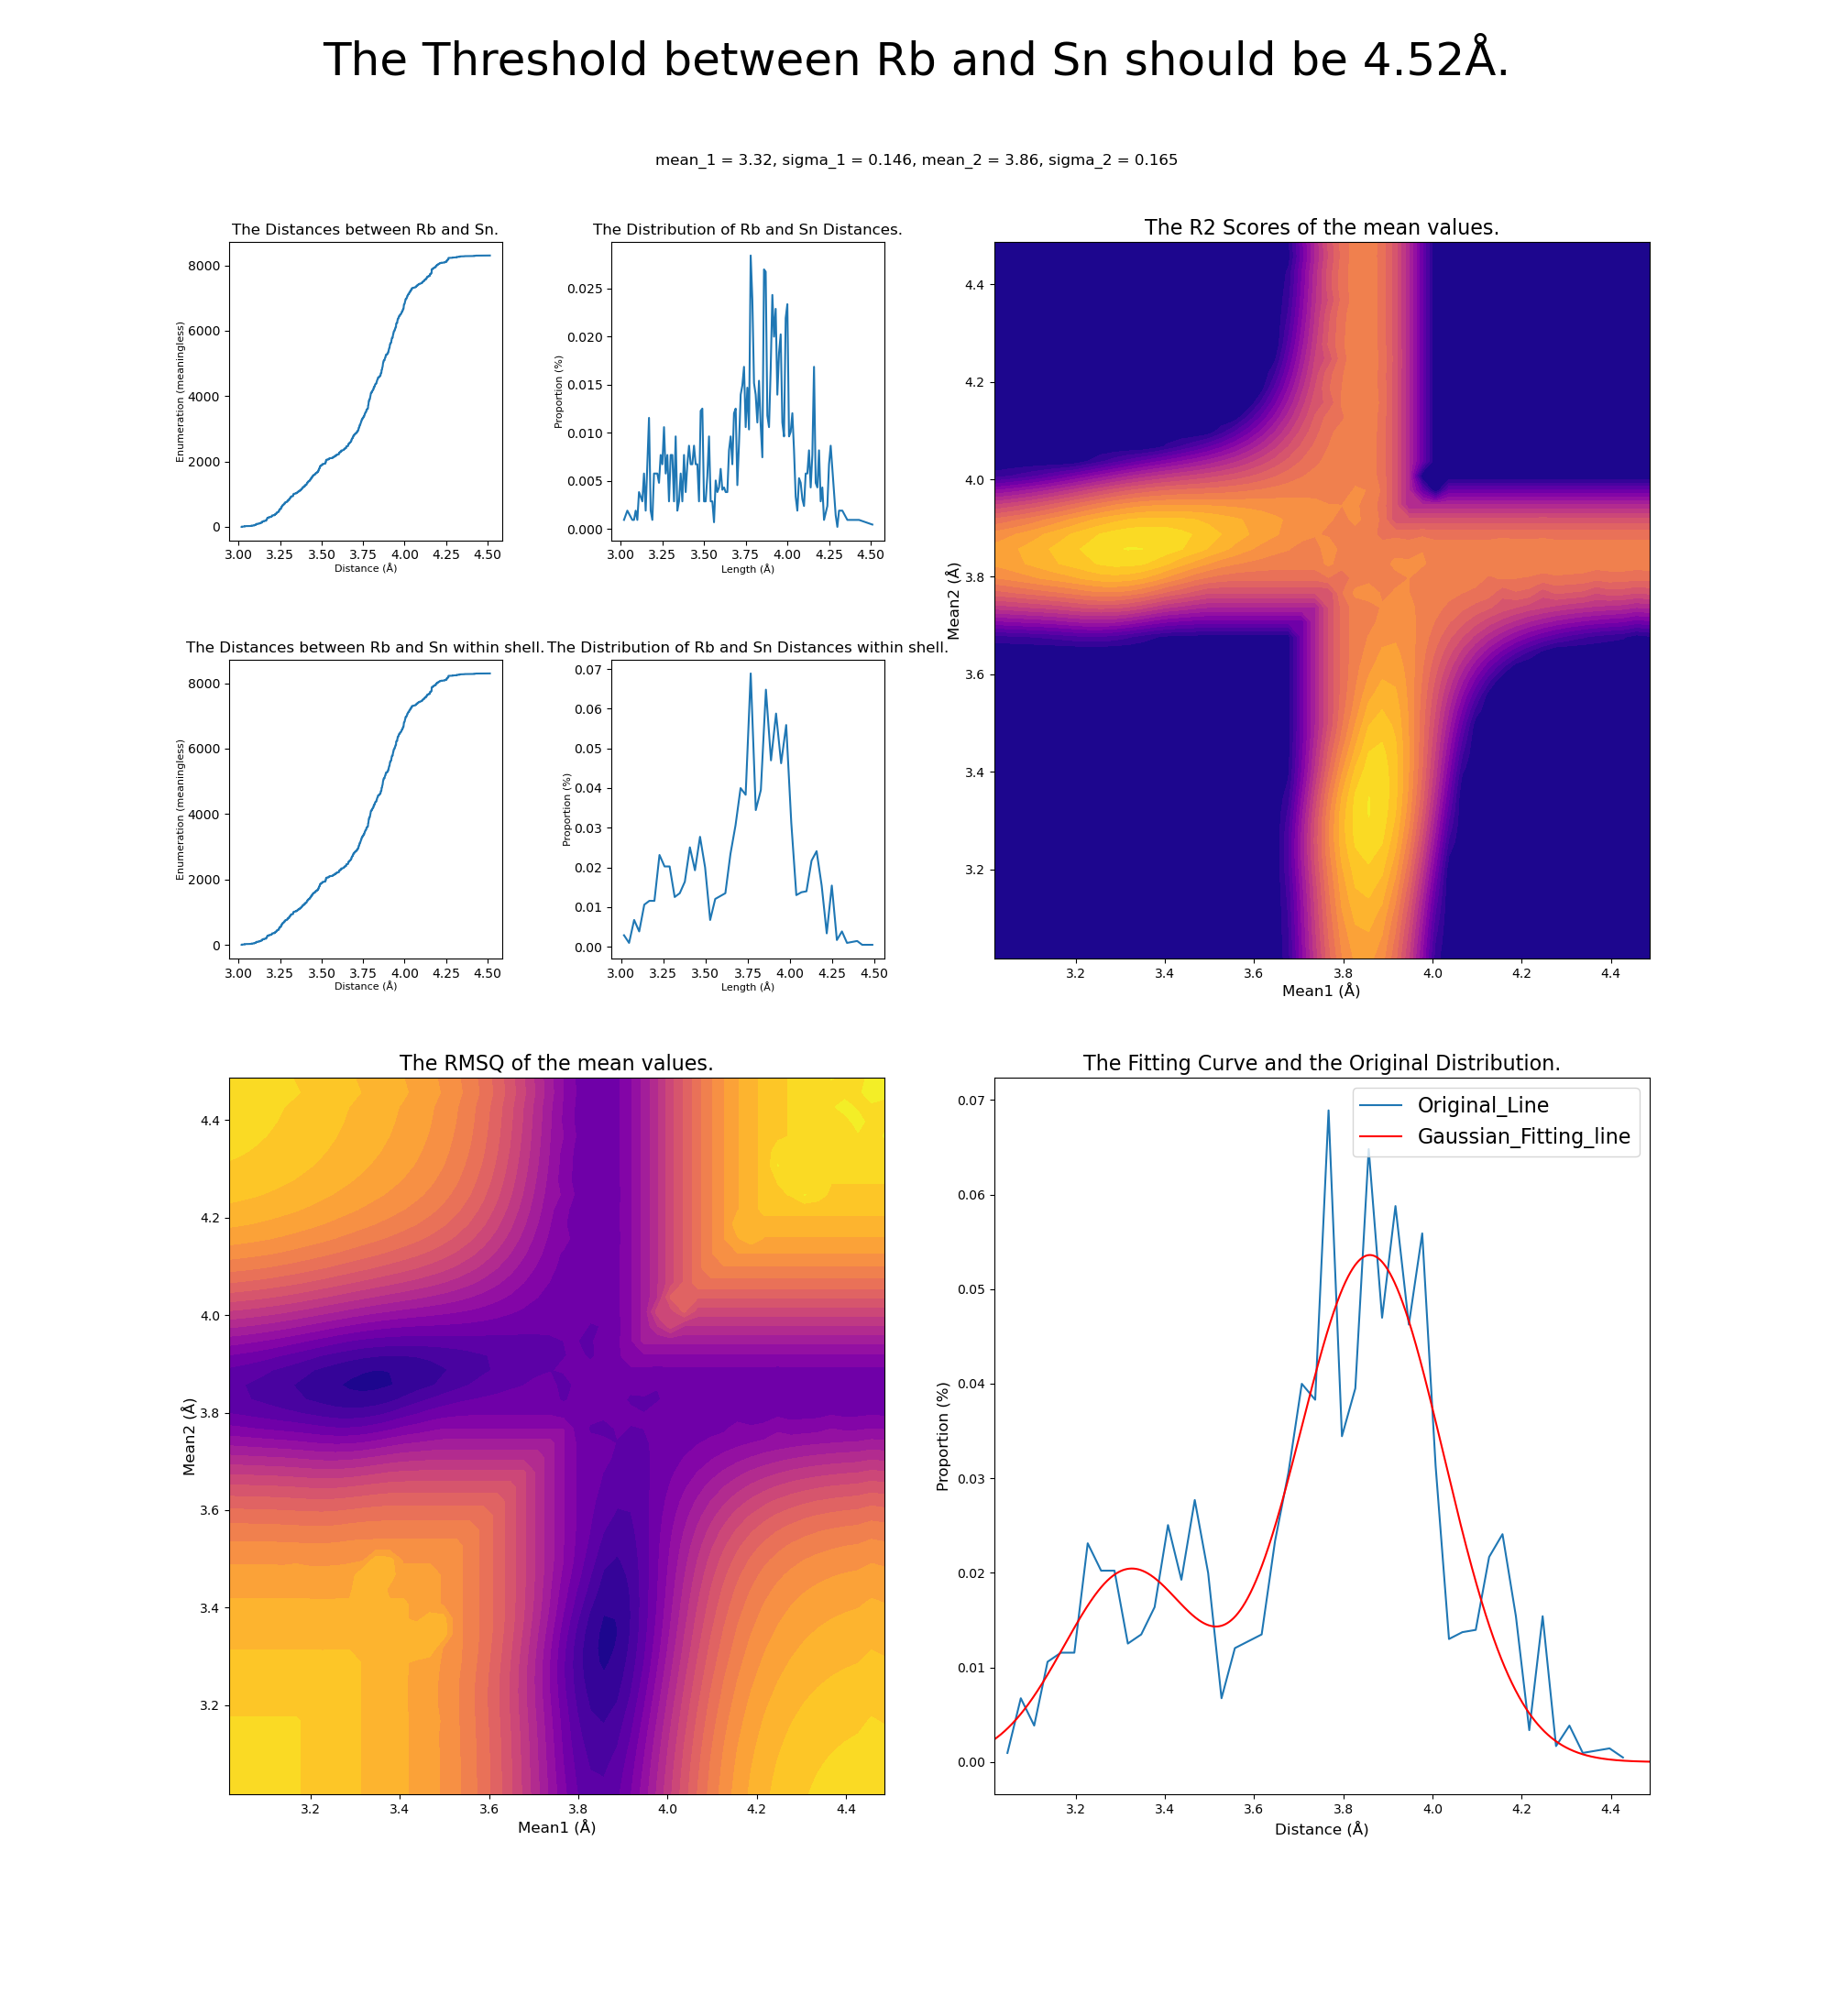 The Threshold between Rb and Sn should be 4.52Å.
mean_1 = 3.32, sigma_1 = 0.146, mean_2 = 3.86, sigma_2 = 0.165
The Distances between Rb and Sn.
Enumeration (meaningless)
8000
6000
4000
2000
0
3.00 3.25 3.50 3.75 4.00 4.25 4.50
Distance (Å)
The Distribution of Rb and Sn Distances.
Proportion (%)
0.025
0.020
0.015
0.010
0.005
0.000
3.00 3.25 3.50 3.75 4.00 4.25 4.50
Length (Å)
The R2 Scores of the mean values.
Mean2 (Å)
4.4
4.2
4.0
3.8
3.6
3.4
3.2
3.2 3.4 3.6 3.8 4.0 4.2 4.4
Mean1 (Å)
The Distances between Rb and Sn within shell.
Enumeration (meaningless)
8000
6000
4000
2000
0
3.00 3.25 3.50 3.75 4.00 4.25 4.50
Distance (Å)
The Distribution of Rb and Sn Distances within shell.
Proportion (%)
0.07
0.06
0.05
0.04
0.03
0.02
0.01
0.00
3.00 3.25 3.50 3.75 4.00 4.25 4.50
Length (Å)
The RMSQ of the mean values.
Mean2 (Å)
4.4
4.2
4.0
3.8
3.6
3.4
3.2
3.2 3.4 3.6 3.8 4.0 4.2 4.4
Mean1 (Å)
The Fitting Curve and the Original Distribution.
Original_Line
Gaussian_Fitting_line
Proportion (%)
0.07
0.06
0.05
0.04
0.03
0.02
0.01
0.00
3.2 3.4 3.6 3.8 4.0 4.2 4.4
Distance (Å)